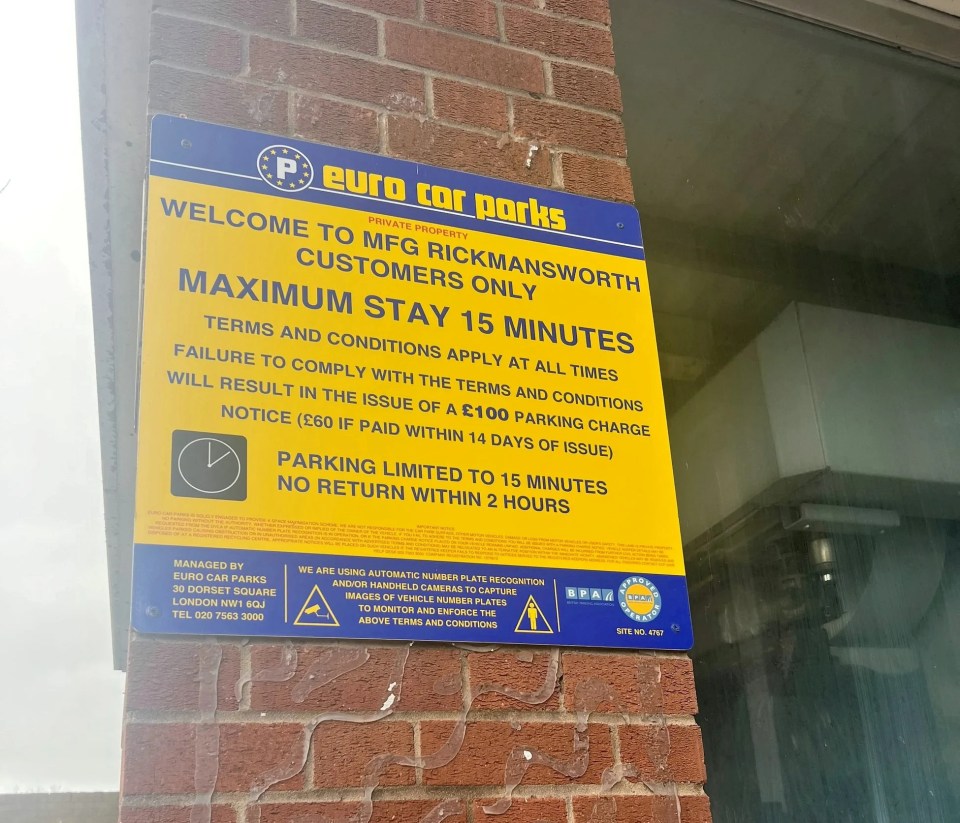 P euro car parks
PRIVATE PROPERTY
WELCOME TO MFG RICKMANSWORTH
CUSTOMERS ONLY
MAXIMUM STAY 15 MINUTES
TERMS AND CONDITIONS APPLY AT ALL TIMES
FAILURE TO COMPLY WITH THE TERMS AND CONDITIONS
WILL RESULT IN THE ISSUE OF A £100 PARKING CHARGE
NOTICE (£60 IF PAID WITHIN 14 DAYS OF ISSUE)
PARKING LIMITED TO 15 MINUTES
NO RETURN WITHIN 2 HOURS
IMPORTANT NOTICE
MANAGED BY
EURO CAR PARKS
30 DORSET SQUARE
LONDON NW1 6QJ
TEL 020 7563 3000
WE ARE USING AUTOMATIC NUMBER PLATE RECOGNITION
AND/OR HANDHELD CAMERAS TO CAPTURE
IMAGES OF VEHICLE NUMBER PLATES
TO MONITOR AND ENFORCE THE
ABOVE TERMS AND CONDITIONS
BPA
APPROVED
BPA
OPERATOR
SITE NO. 4767